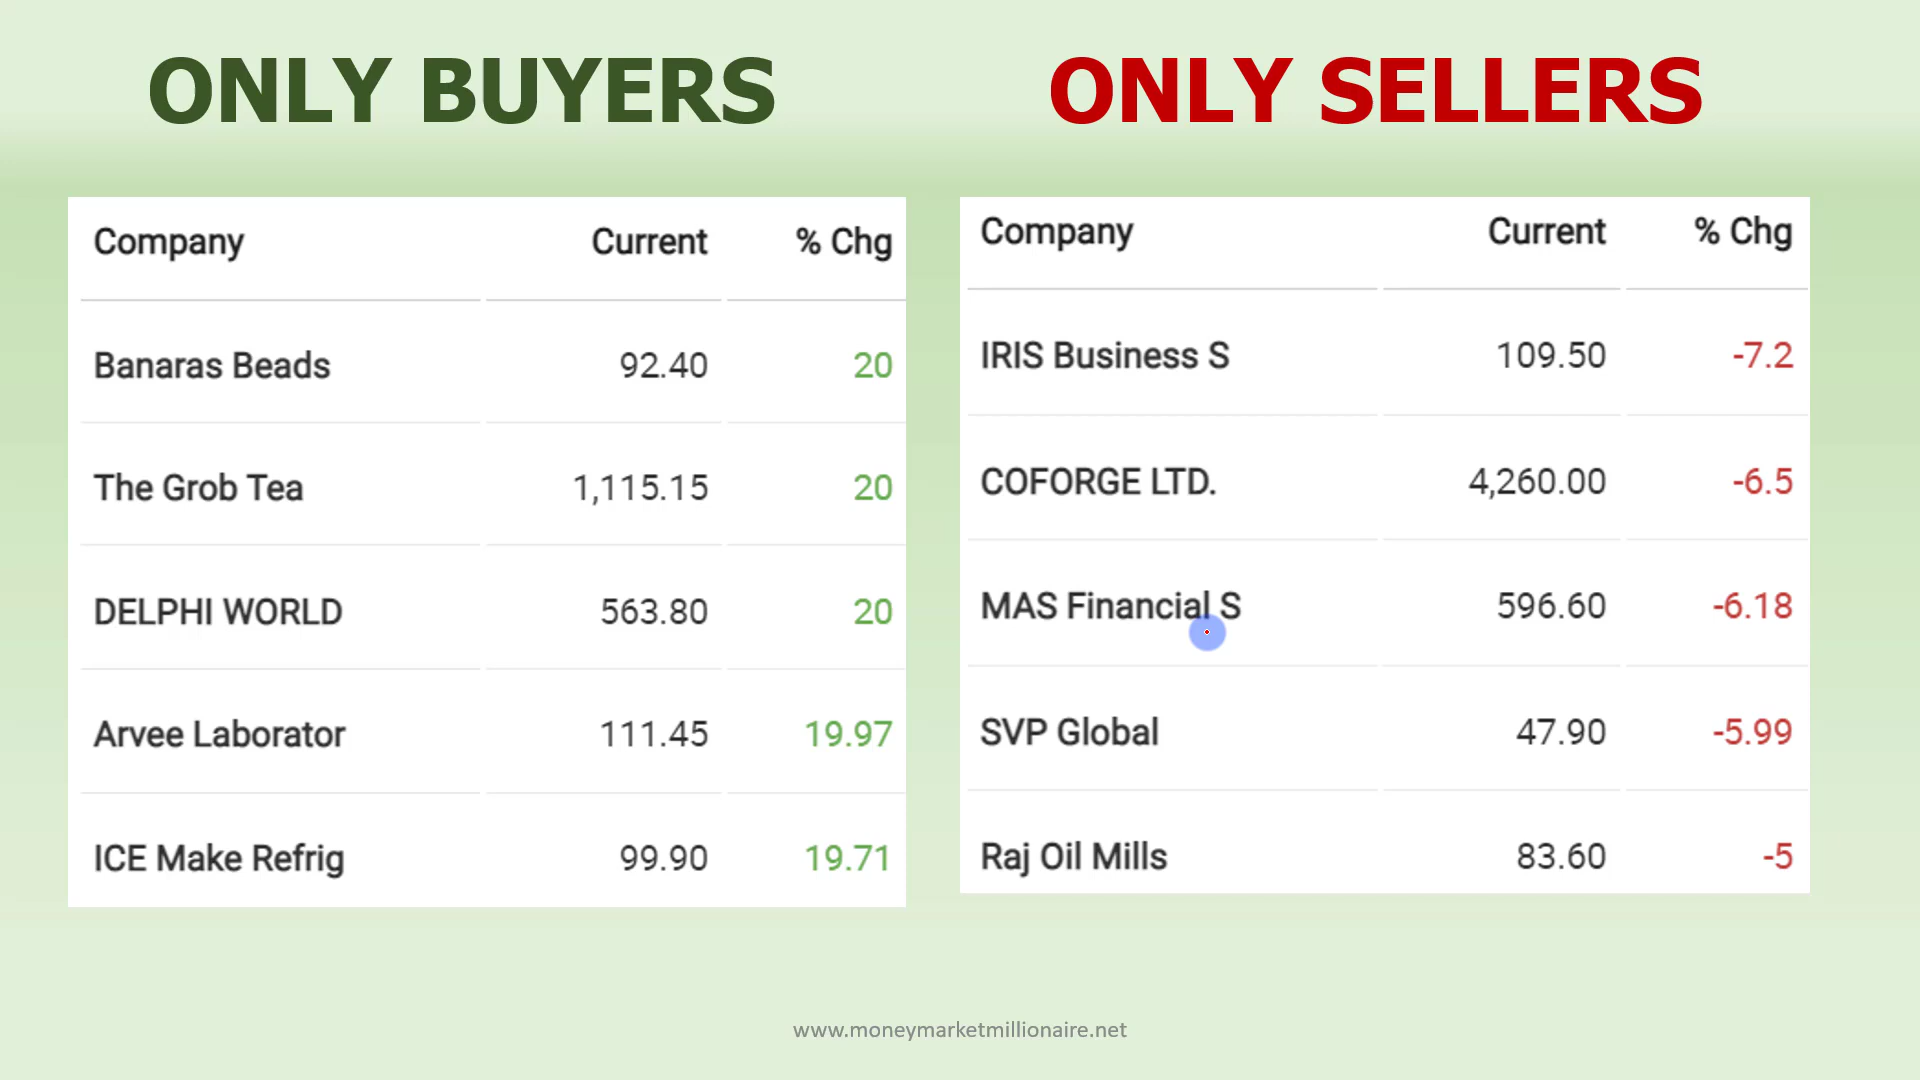 ONLY BUYERS
ONLY SELLERS
Company Current % Chg
Banaras Beads 92.40 20
The Grob Tea 1,115.15 20
DELPHI WORLD 563.80 20
Arvee Laborator 111.45 19.97
ICE Make Refrig 99.90 19.71
Company Current % Chg
IRIS Business S 109.50 -7.2
COFORGE LTD. 4,260.00 -6.5
MAS Financial S 596.60 -6.18
SVP Global 47.90 -5.99
Raj Oil Mills 83.60 -5
www.moneymarketmillionaire.net